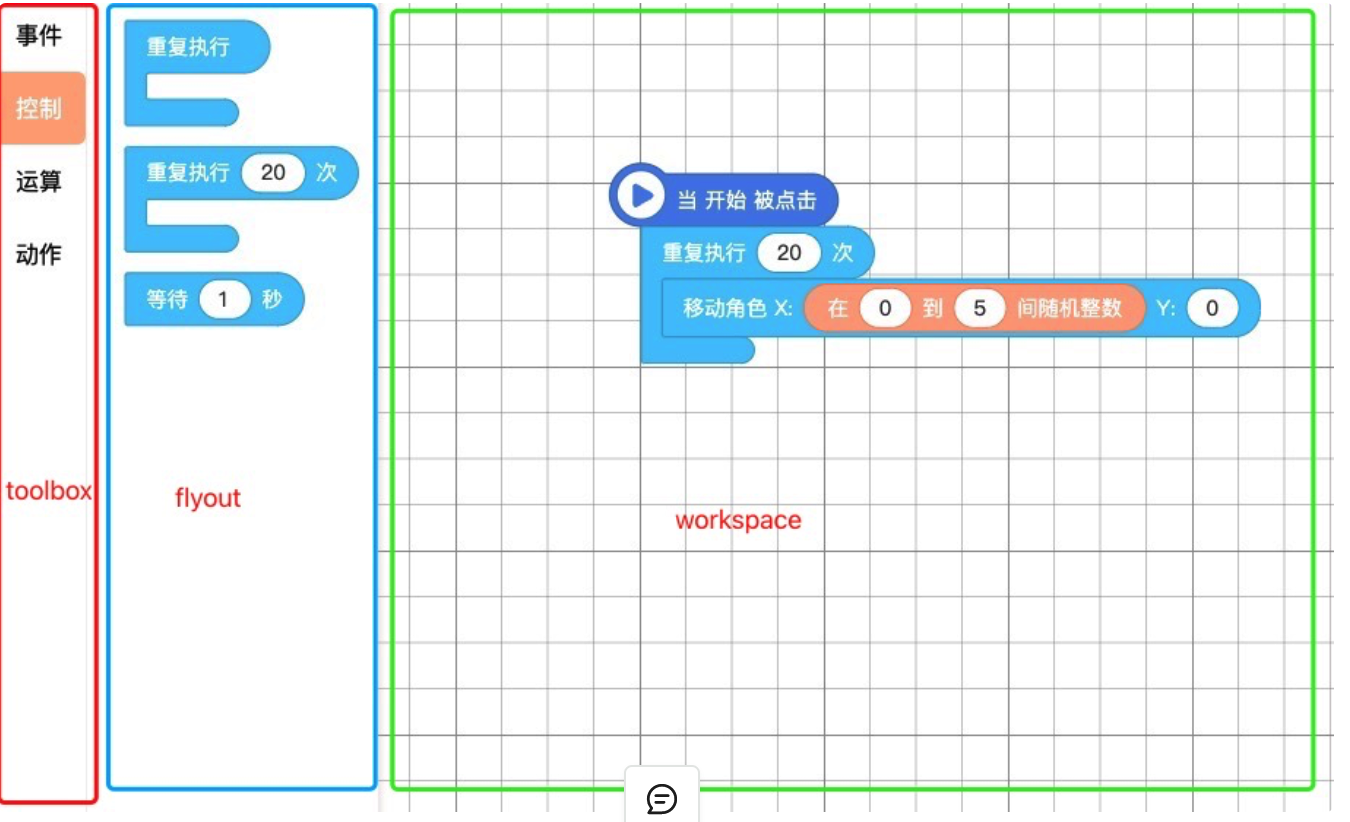 事件
控制
运算
动作
toolbox
重复执行
重复执行 20 次
等待 1 秒
flyout
当 开始 被点击
重复执行 20 次
移动角色 X: 在 0 到 5 间随机整数 Y: 0
workspace